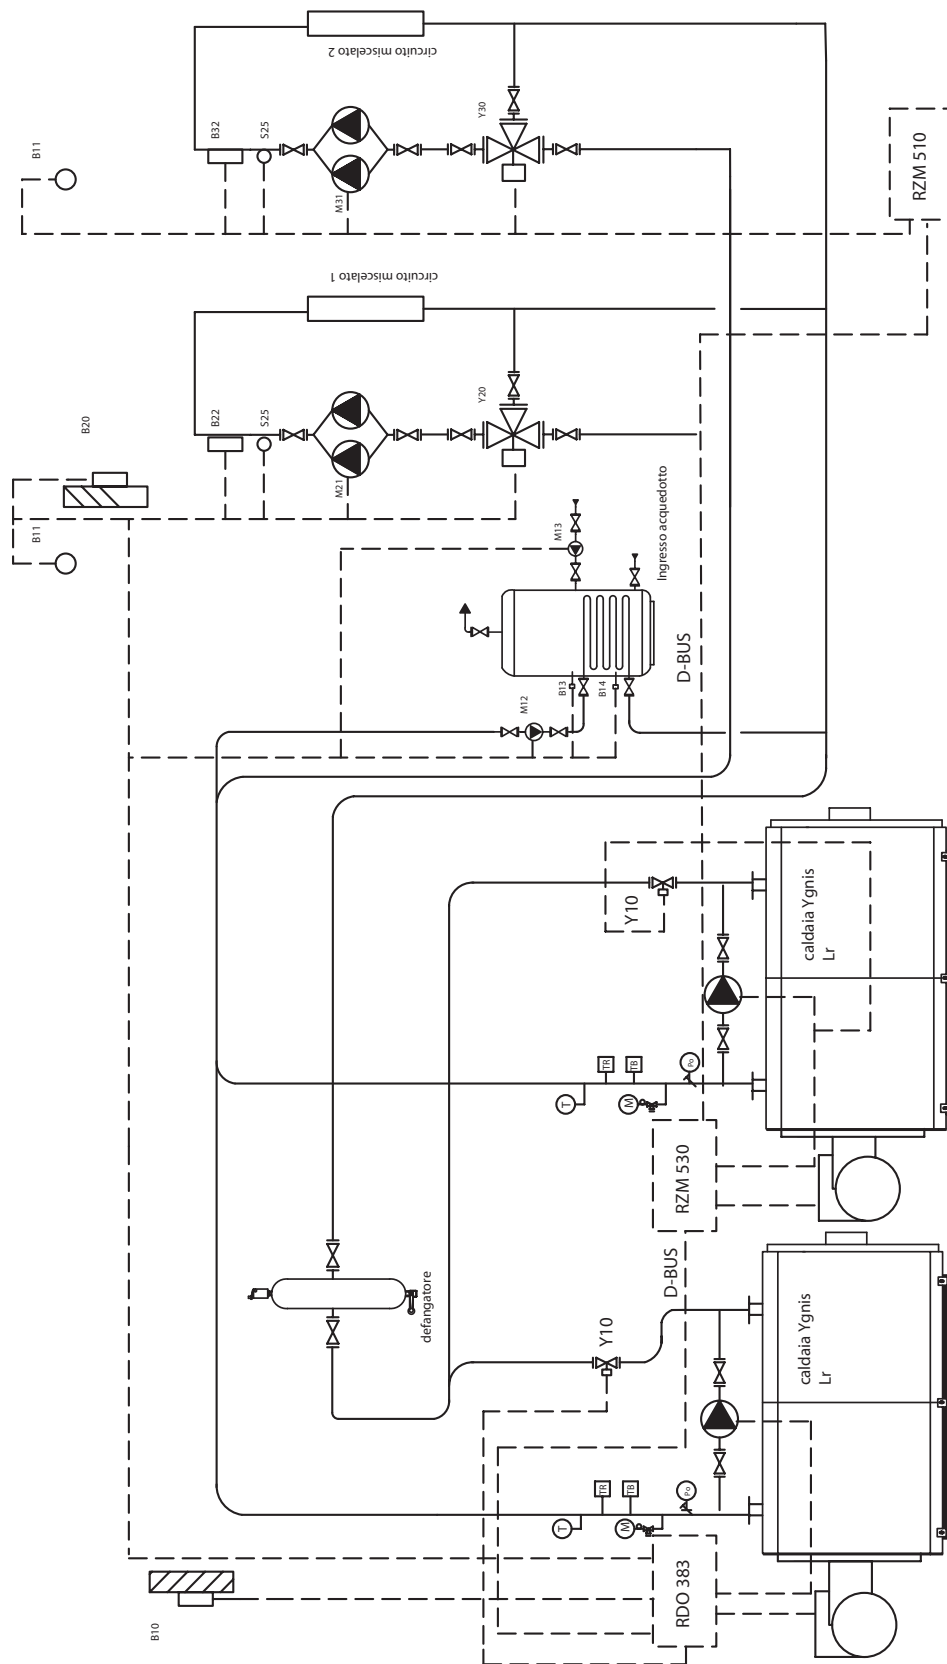 circuito miscelato 2
B32
S25
Y30
B11
M31
RZM 510
circuito miscelato 1
B22
S25
Y20
B20
M21
B11
M13
Ingresso acquedotto
D-BUS
B13
B14
M12
Y10
caldaia Ygnis
Lr
TR
TB
Po
T
M
RZM 530
D-BUS
defangatore
Y10
caldaia Ygnis
Lr
TR
TB
Po
T
M
RDO 383
B10